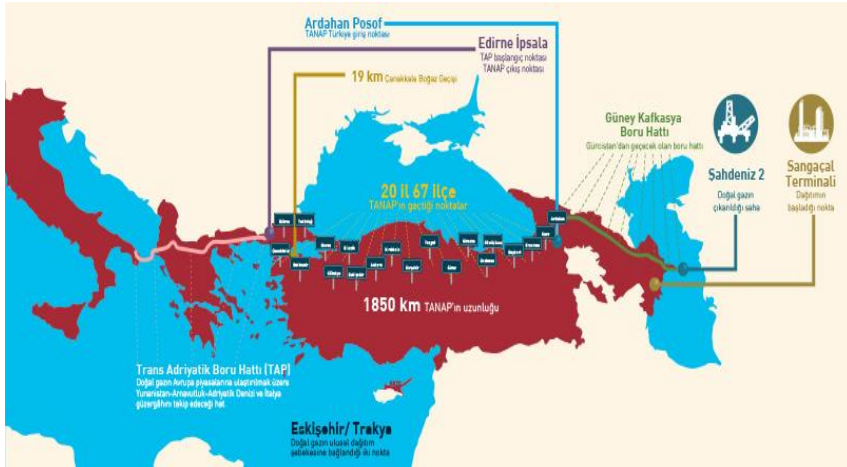 Ardahan Posof
TANAP Türkiye giriş noktası
Edirne İpsala
TAP başlangıç noktası
TANAP çıkış noktası
19 km Çanakkale Boğaz Geçişi
Güney Kafkasya
Boru Hattı
Gürcistan'dan geçecek olan boru hattı
Şahdeniz 2
Doğal gazın
çıkarıldığı saha
Sangaçal
Terminali
Dağıtımın
başladığı nokta
20 il 67 ilçe
TANAP'ın geçtiği noktalar
1850 km TANAP'ın uzunluğu
Trans Adriyatik Boru Hattı (TAP)
Doğal gazın Avrupa piyasalarına ulaştırılmak üzere
Yunanistan-Arnavutluk-Adriyatik Denizi ve İtalya
güzergâhını takip edeceği hat
Eskişehir/ Trakya
Doğal gazın ulusal dağıtım
şebekesine bağlandığı iki nokta